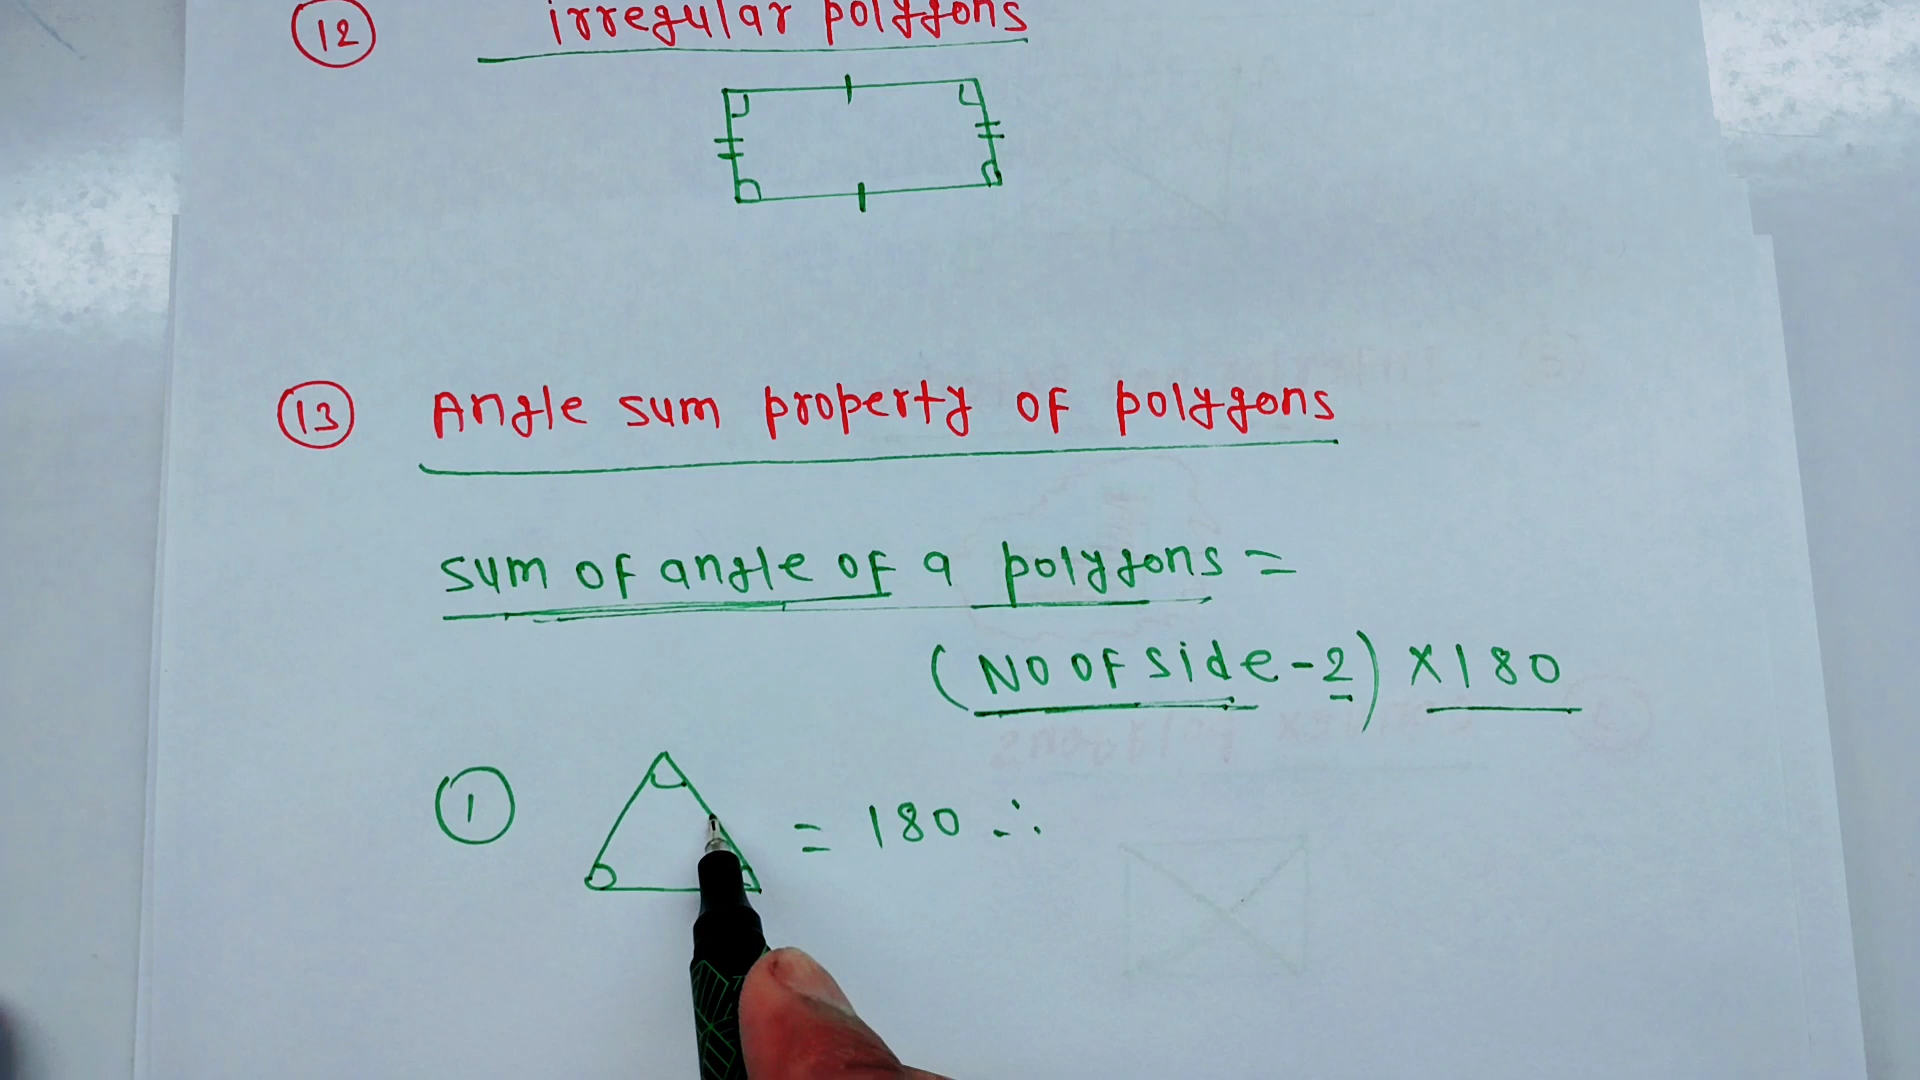 12 irregular polygons
13 Angle sum property of polygons
sum of angle of a polygons =
(No of side - 2) × 180
1 = 180 ∴